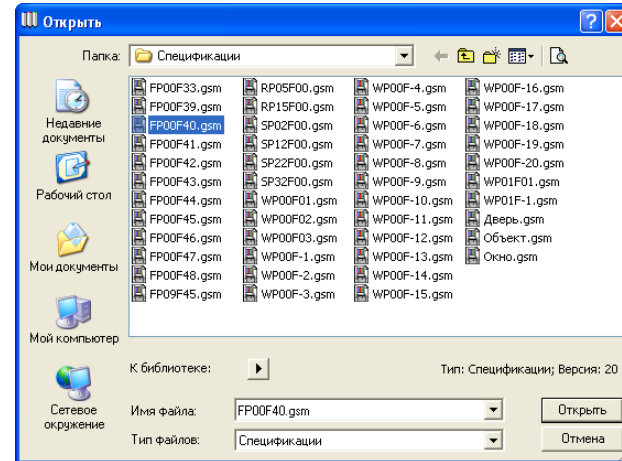 Открыть
Папка: Спецификации
Недавние документы
Рабочий стол
Мои документы
Мой компьютер
Сетевое окружение
FP00F33.gsm
FP00F39.gsm
FP00F40.gsm
FP00F41.gsm
FP00F42.gsm
FP00F43.gsm
FP00F44.gsm
FP00F45.gsm
FP00F46.gsm
FP00F47.gsm
FP00F48.gsm
FP09F45.gsm
RP05F00.gsm
RP15F00.gsm
SP02F00.gsm
SP12F00.gsm
SP22F00.gsm
SP32F00.gsm
WP00F01.gsm
WP00F02.gsm
WP00F03.gsm
WP00F-1.gsm
WP00F-2.gsm
WP00F-3.gsm
WP00F-4.gsm
WP00F-5.gsm
WP00F-6.gsm
WP00F-7.gsm
WP00F-8.gsm
WP00F-9.gsm
WP00F-10.gsm
WP00F-11.gsm
WP00F-12.gsm
WP00F-13.gsm
WP00F-14.gsm
WP00F-15.gsm
WP00F-16.gsm
WP00F-17.gsm
WP00F-18.gsm
WP00F-19.gsm
WP00F-20.gsm
WP01F01.gsm
WP01F-1.gsm
Дверь.gsm
Объект.gsm
Окно.gsm
К библиотеке: Тип: Спецификации; Версия: 20
Имя файла: FP00F40.gsm Открыть
Тип файлов: Спецификации Отмена